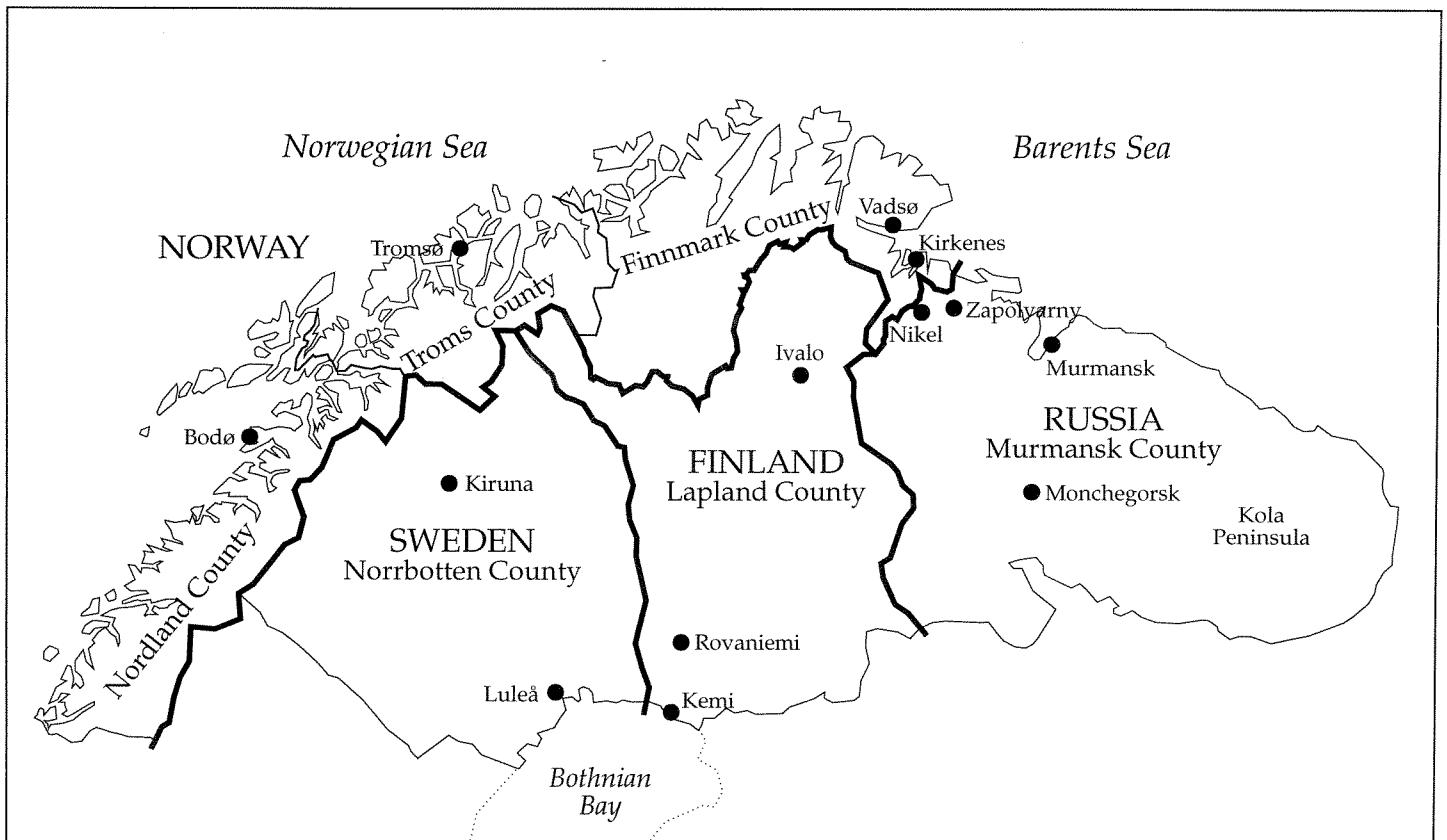 Norwegian Sea
Barents Sea
NORWAY
Tromsø
Troms County
Finnmark County
Vadsø
Kirkenes
Zapolyarny
Nikel
Murmansk
Ivalo
Bodø
RUSSIA
Murmansk County
FINLAND
Lapland County
Kiruna
Monchegorsk
Kola
Peninsula
SWEDEN
Norrbotten County
Nordland County
Rovaniemi
Luleå
Kemi
Bothnian
Bay